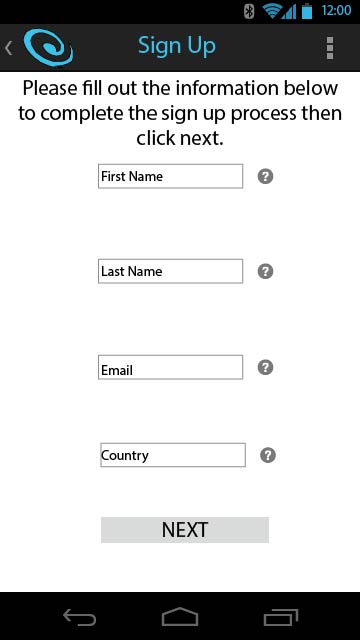 12:00
Sign Up
Please fill out the information below
to complete the sign up process then
click next.
First Name
?
Last Name
?
Email
?
Country
?
NEXT